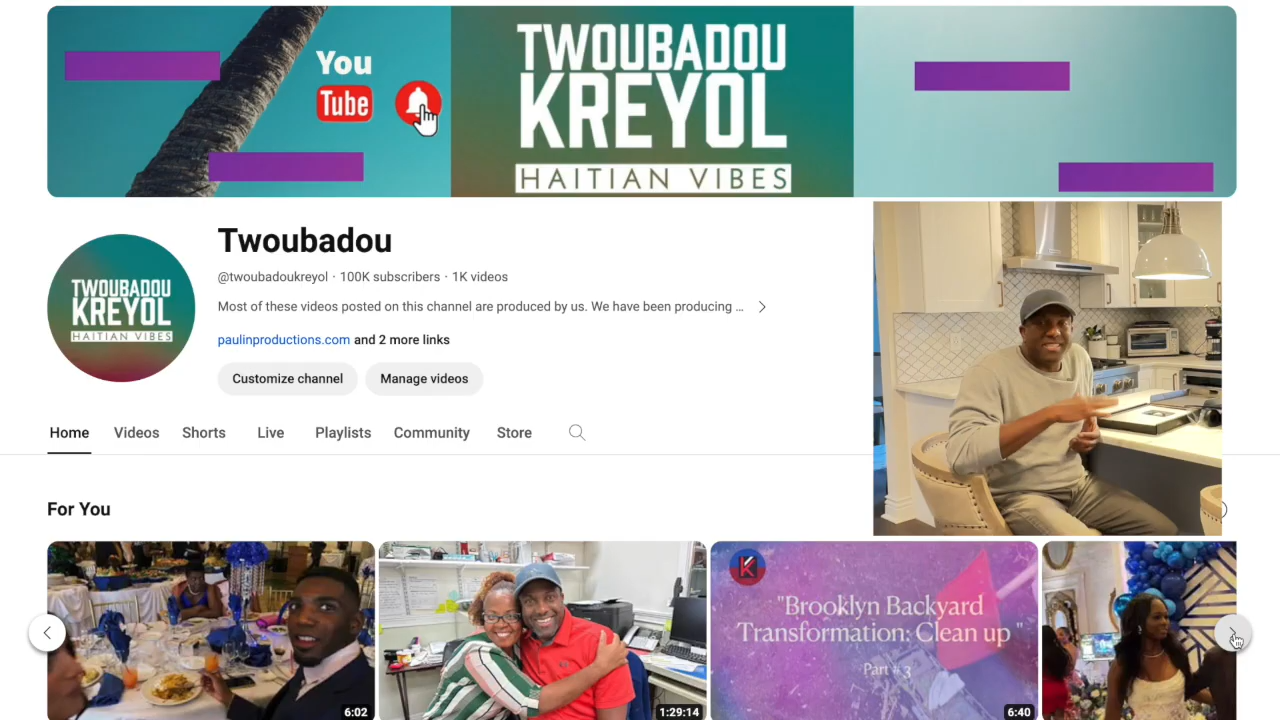 You
Tube
TWOUBADOU
KREYOL
HAITIAN VIBES
TWOUBADOU
KREYOL
HAITIAN VIBES
Twoubadou
@twoubadoukreyol · 100K subscribers · 1K videos
Most of these videos posted on this channel are produced by us. We have been producing ...
paulinproductions.com and 2 more links
Customize channel
Manage videos
Home
Videos
Shorts
Live
Playlists
Community
Store
For You
6:02
1:29:14
K
"Brooklyn Backyard
Transformation: Clean up "
Part # 3
6:40